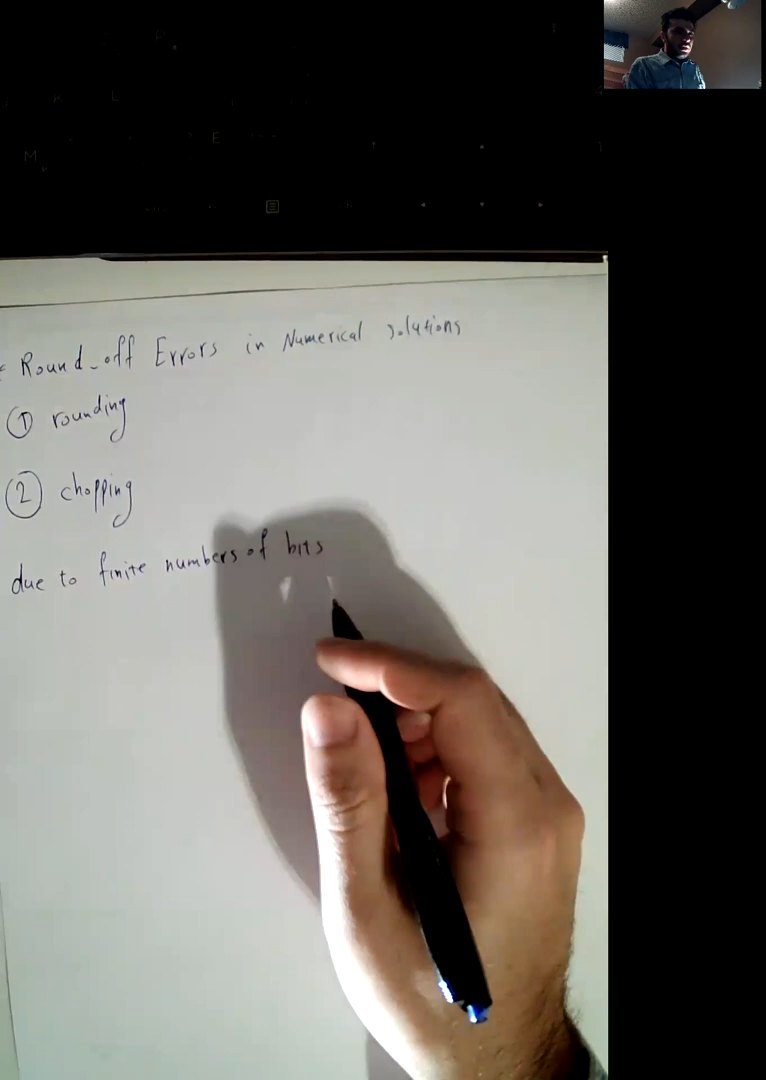 * Round-off Errors in Numerical solutions
① rounding
② chopping
due to finite numbers of bits